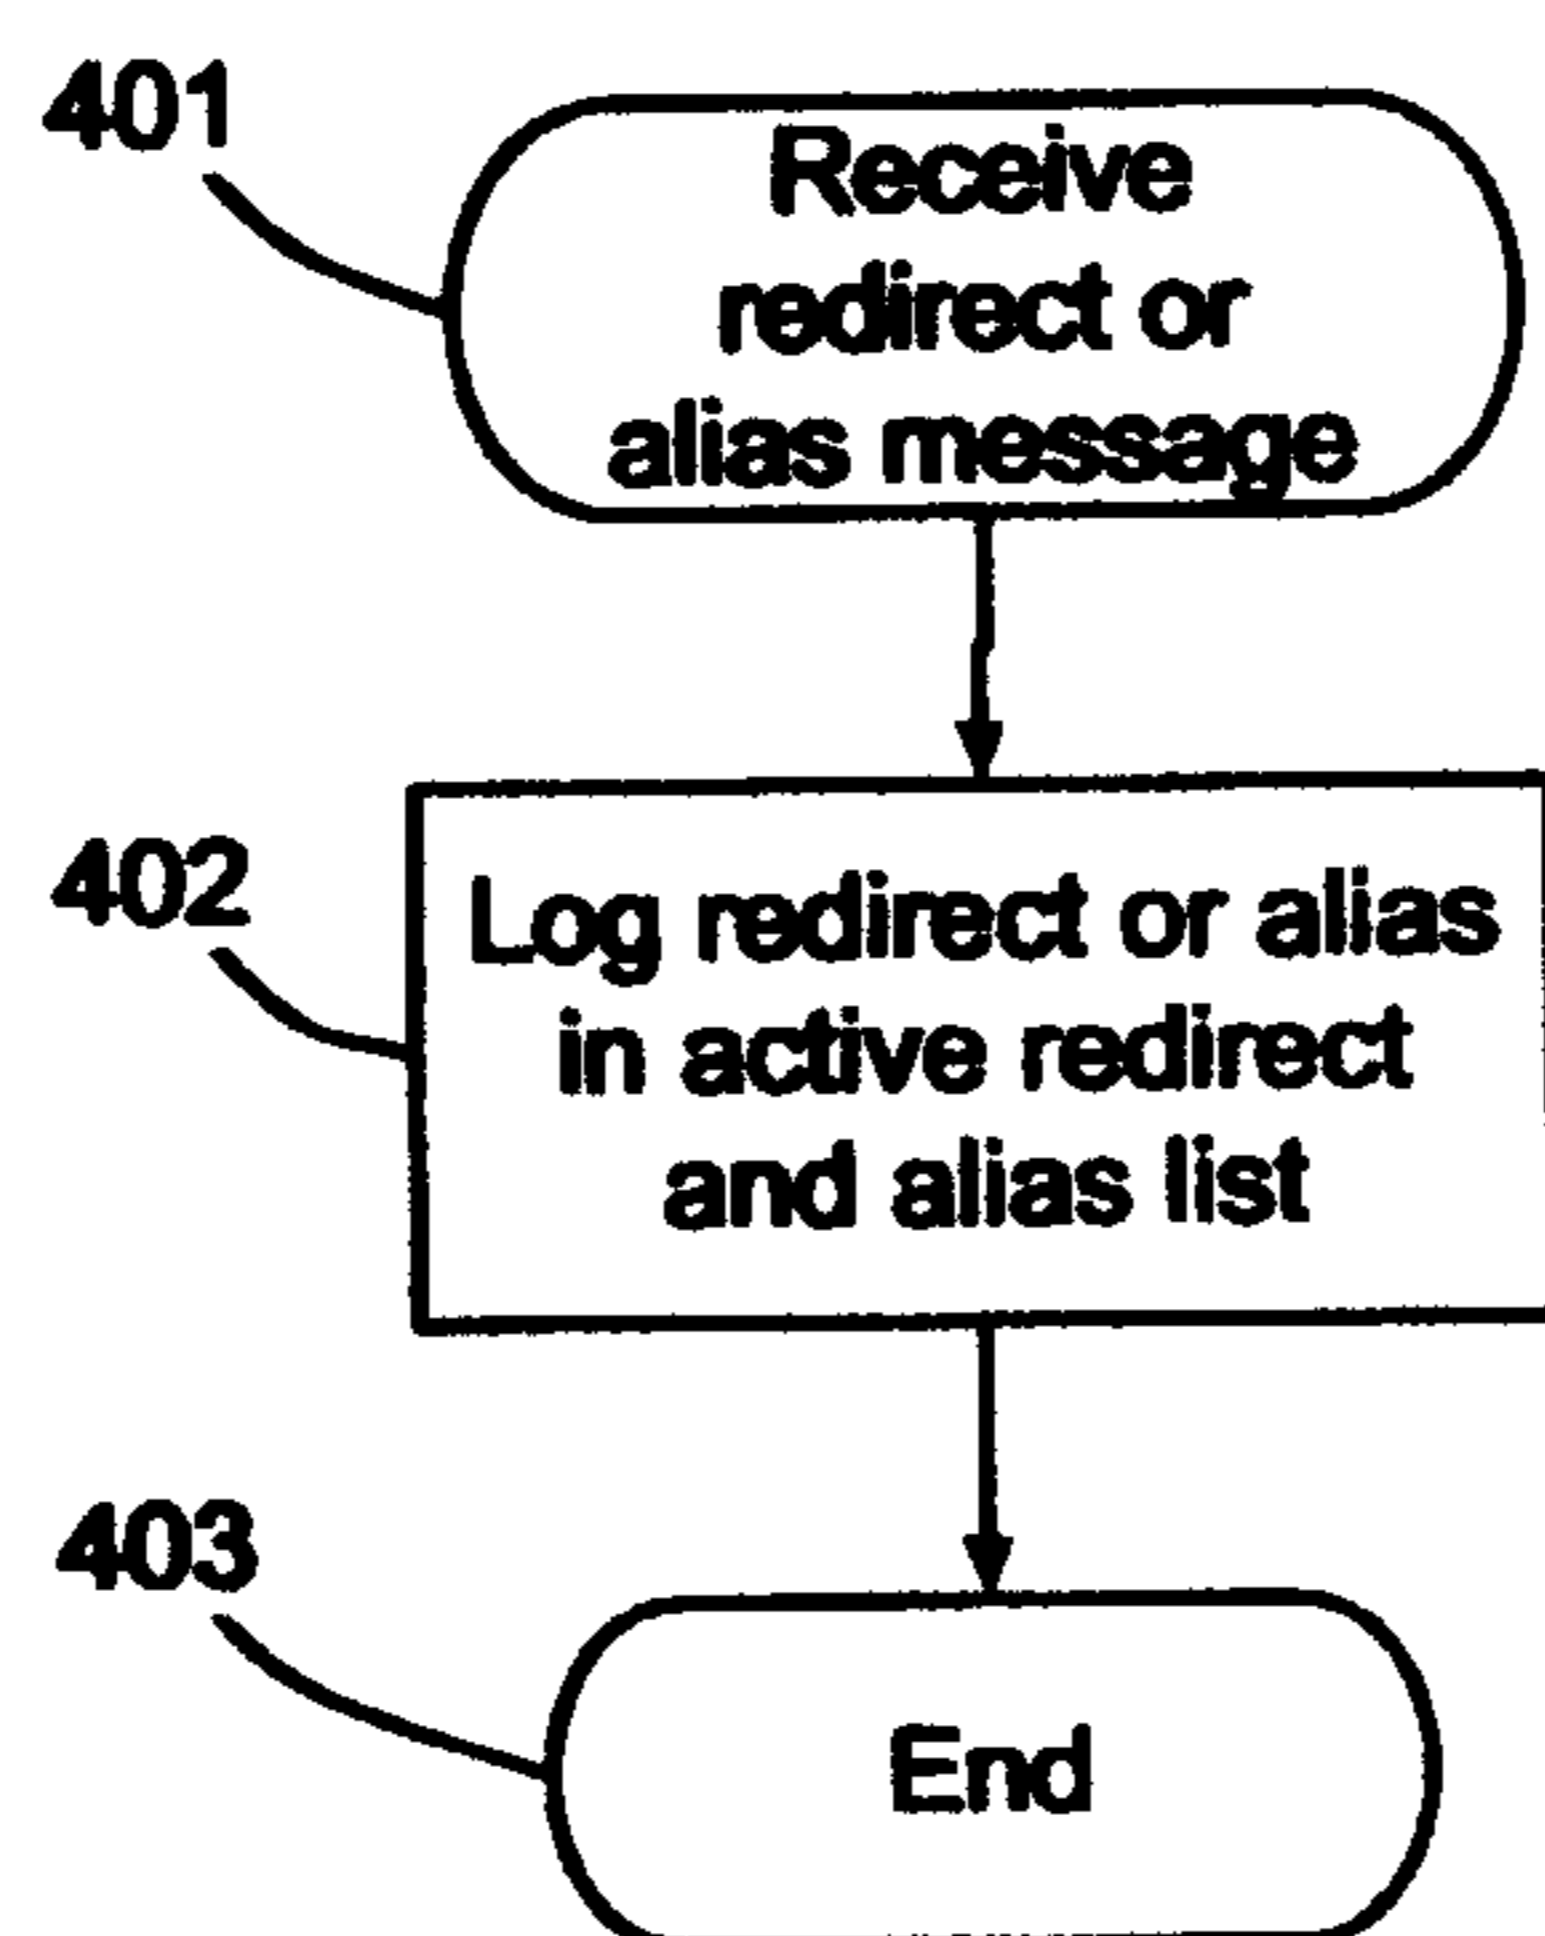 401
Receive
redirect or
alias message
402
Log redirect or alias
in active redirect
and alias list
403
End